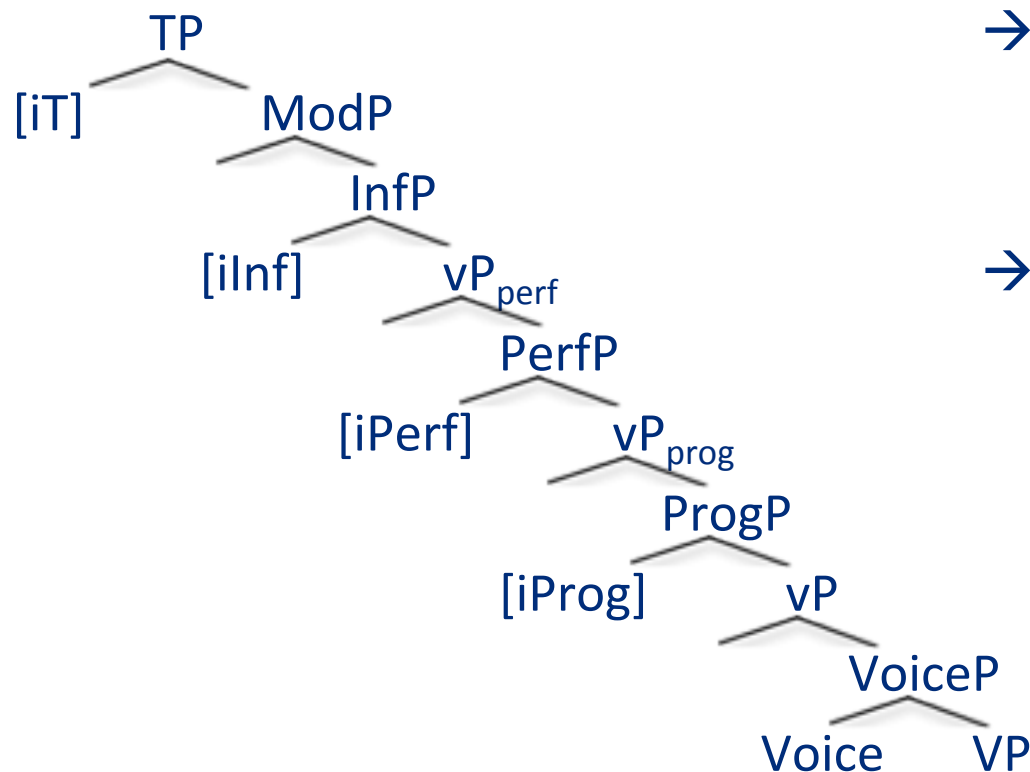 TP →
[iT] ModP
InfP
[iInf] vPperf →
PerfP
[iPerf] vPprog
ProgP
[iProg] vP
VoiceP
Voice VP